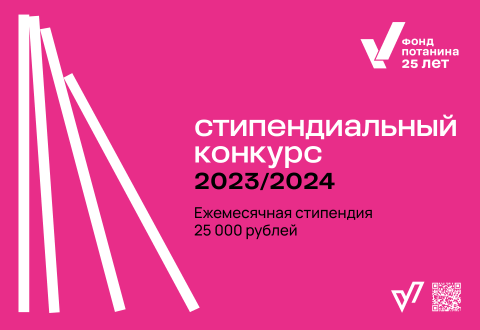 ФОНД
ПОТАНИНА
25 ЛЕТ
стипендиальный
конкурс
2023/2024
Ежемесячная стипендия
25 000 рублей